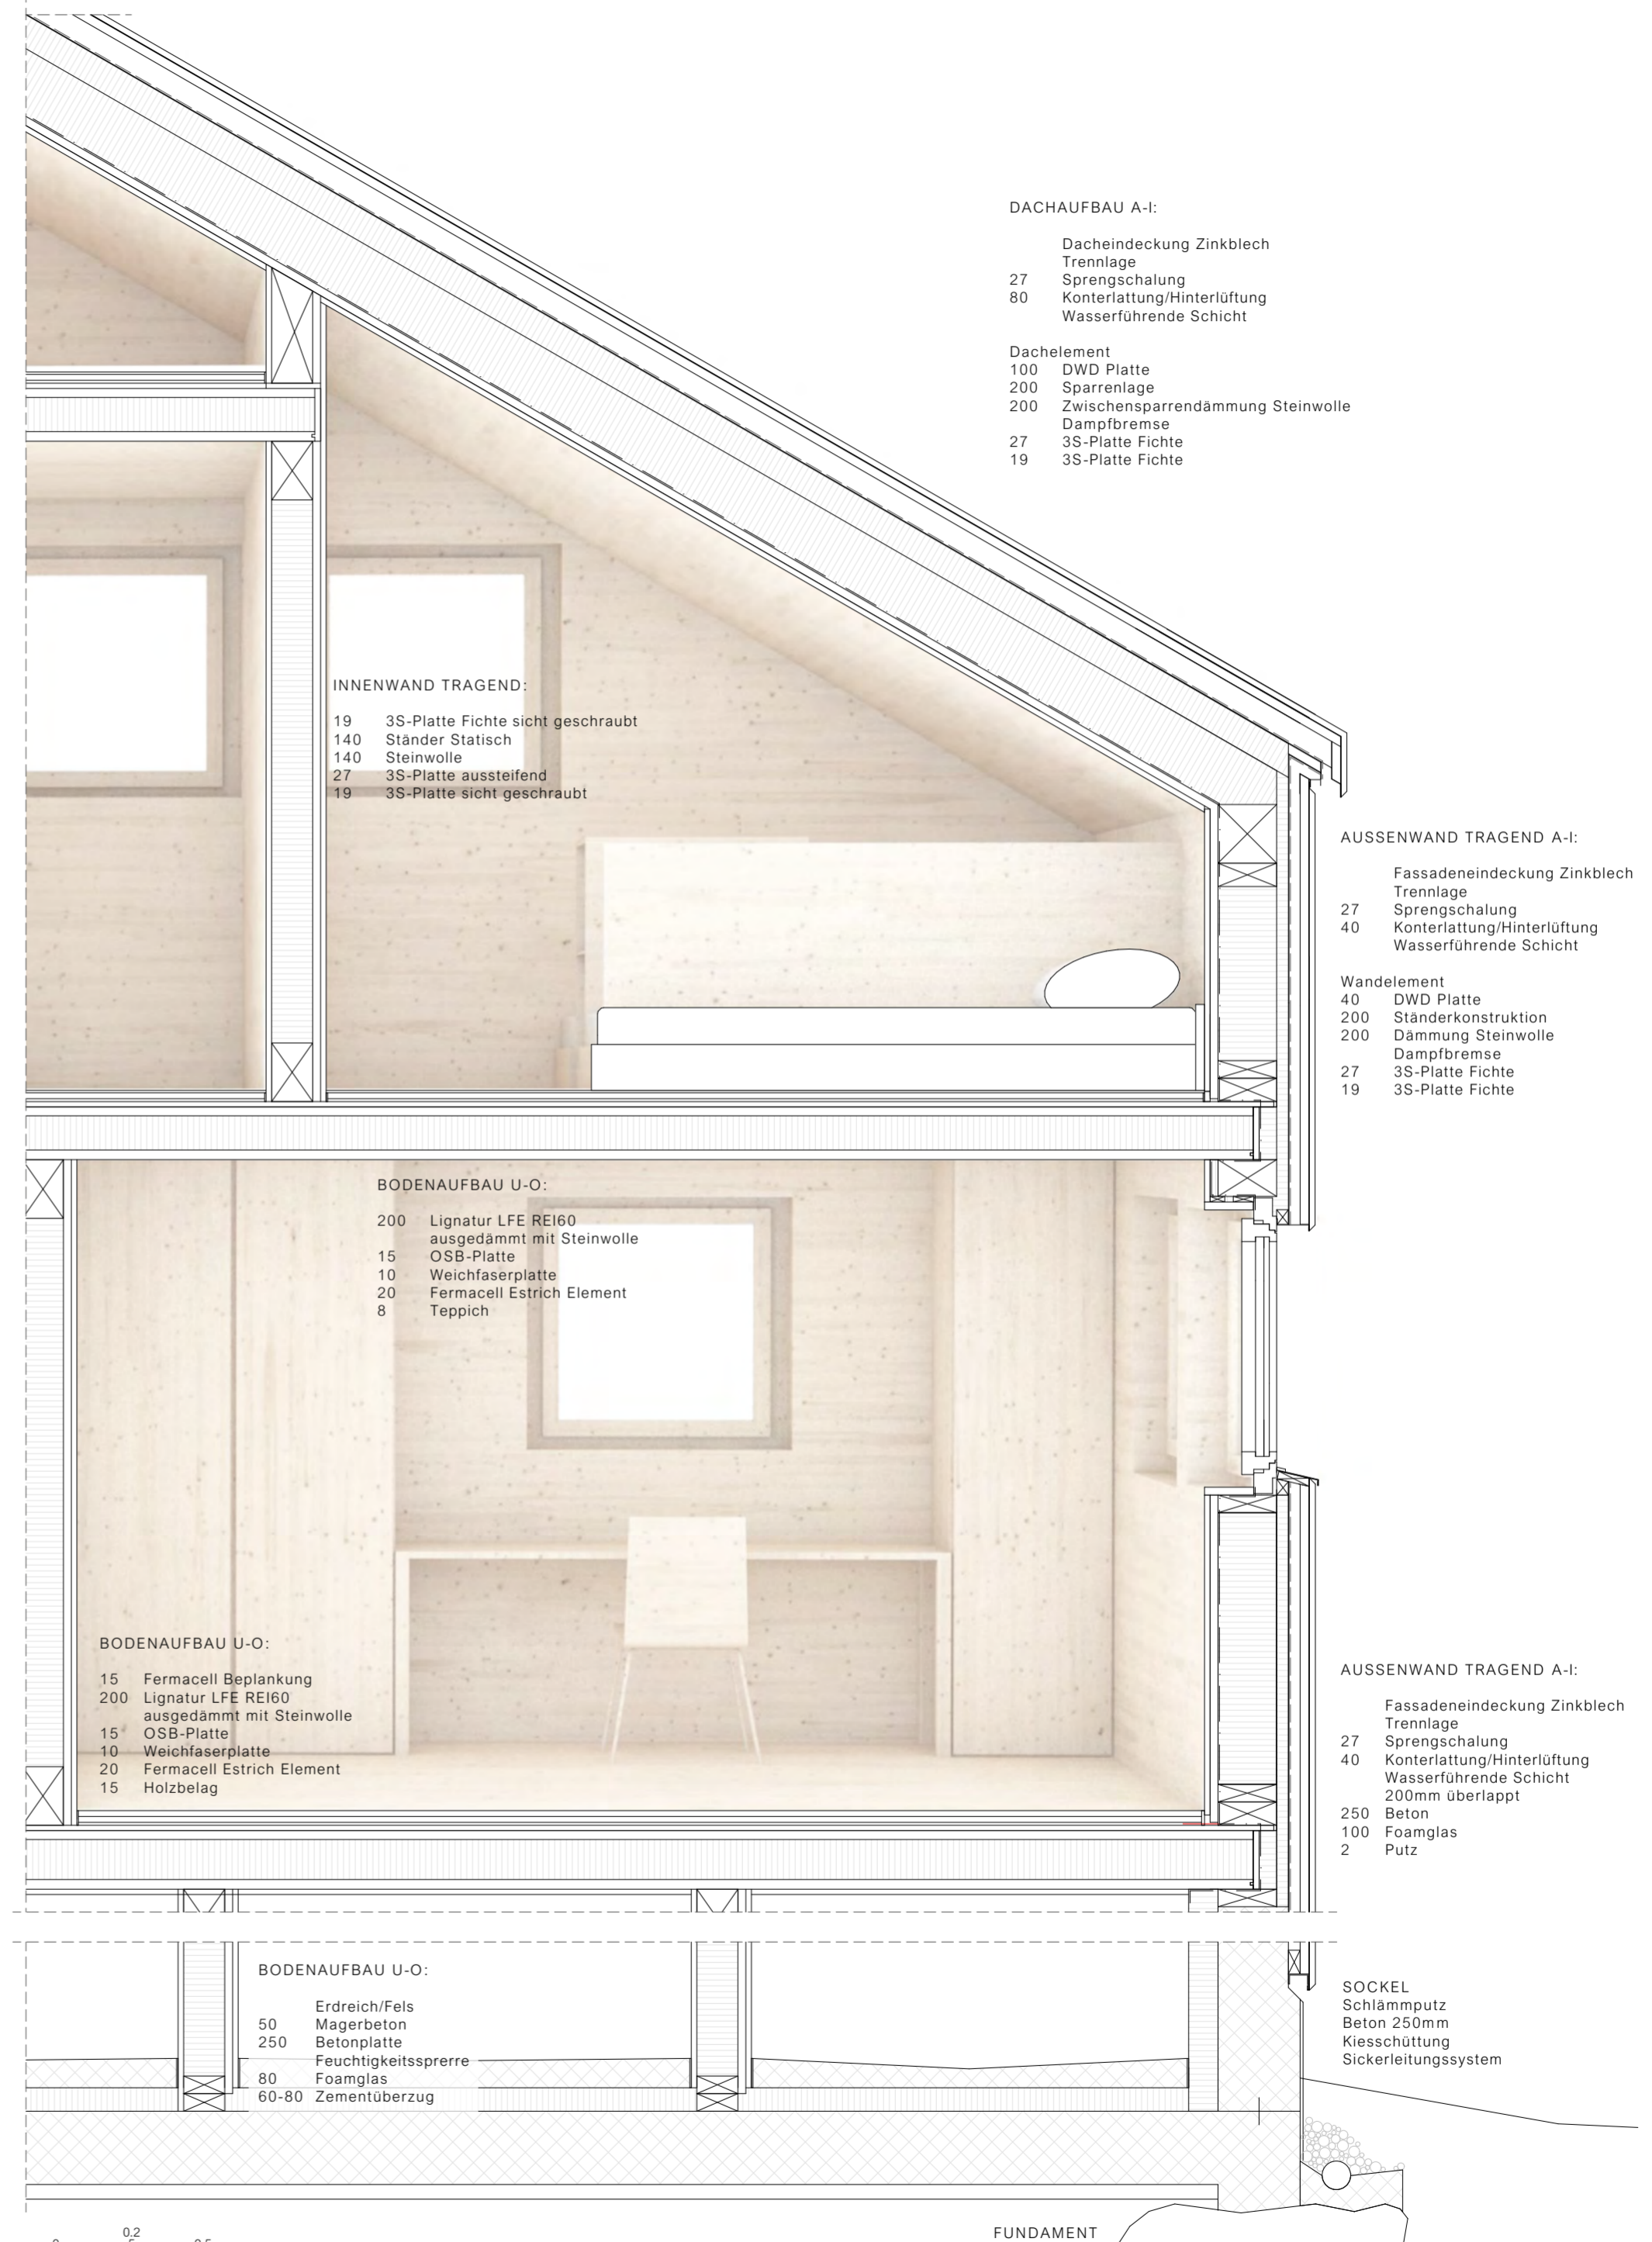 DACHAUFBAU A-I:
Dacheindeckung Zinkblech
Trennlage
27 Sprengschalung
80 Konterlattung/Hinterlüftung
Wasserführende Schicht
Dachelement
100 DWD Platte
200 Sparrenlage
200 Zwischensparrendämmung Steinwolle
Dampfbremse
27 3S-Platte Fichte
19 3S-Platte Fichte
INNENWAND TRAGEND:
19 3S-Platte Fichte sicht geschraubt
140 Ständer Statisch
140 Steinwolle
27 3S-Platte aussteifend
19 3S-Platte sicht geschraubt
AUSSENWAND TRAGEND A-I:
Fassadeneindeckung Zinkblech
Trennlage
27 Sprengschalung
40 Konterlattung/Hinterlüftung
Wasserführende Schicht
Wandelement
40 DWD Platte
200 Ständerkonstruktion
200 Dämmung Steinwolle
Dampfbremse
27 3S-Platte Fichte
19 3S-Platte Fichte
BODENAUFBAU U-O:
200 Lignatur LFE REI60
ausgedämmt mit Steinwolle
15 OSB-Platte
10 Weichfaserplatte
20 Fermacell Estrich Element
8 Teppich
BODENAUFBAU U-O:
15 Fermacell Beplankung
200 Lignatur LFE REI60
ausgedämmt mit Steinwolle
15 OSB-Platte
10 Weichfaserplatte
20 Fermacell Estrich Element
15 Holzbelag
AUSSENWAND TRAGEND A-I:
Fassadeneindeckung Zinkblech
Trennlage
27 Sprengschalung
40 Konterlattung/Hinterlüftung
Wasserführende Schicht
200mm überlappt
250 Beton
100 Foamglas
2 Putz
BODENAUFBAU U-O:
Erdreich/Fels
50 Magerbeton
250 Betonplatte
Feuchtigkeitssprerre
80 Foamglas
60-80 Zementüberzug
SOCKEL
Schlämmputz
Beton 250mm
Kiesschüttung
Sickerleitungssystem
FUNDAMENT
0.2